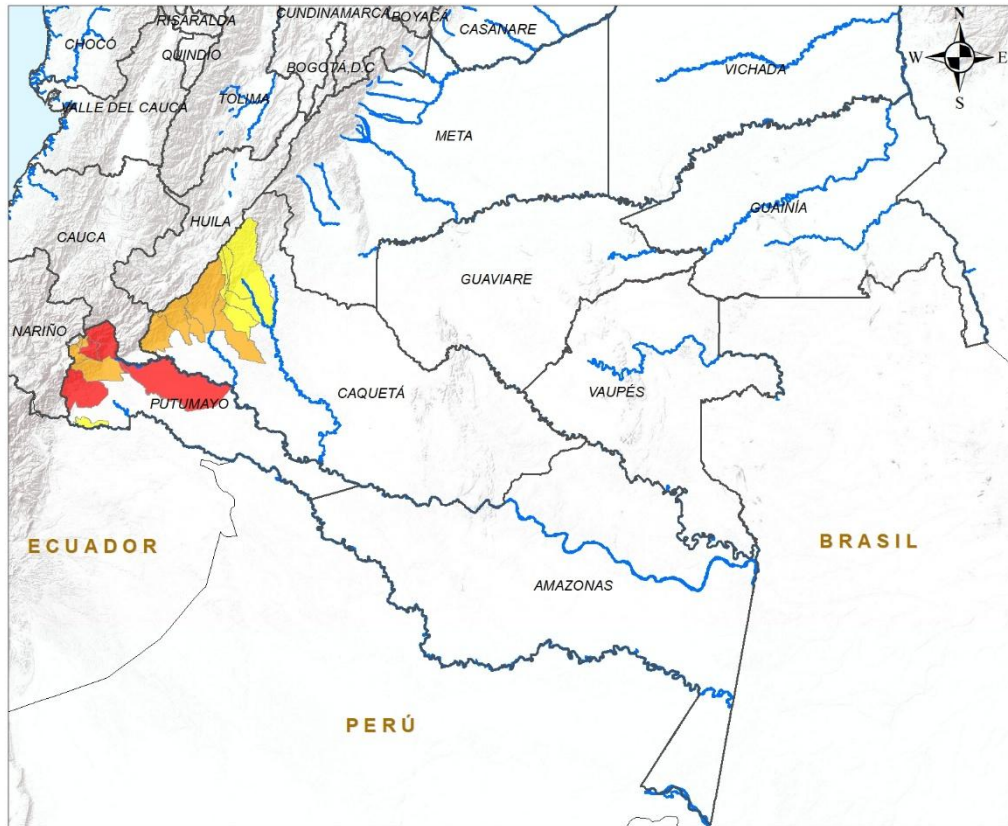 CUNDINAMARCA
BOYACÁ
RISARALDA
CASANARE
N
CHOCÓ
QUINDÍO
BOGOTÁ, D.C
W
E
VICHADA
S
VALLE DEL CAUCA
TOLIMA
META
HUILA
GUAINÍA
CAUCA
GUAVIARE
NARIÑO
CAQUETÁ
VAUPÉS
PUTUMAYO
ECUADOR
BRASIL
AMAZONAS
PERÚ